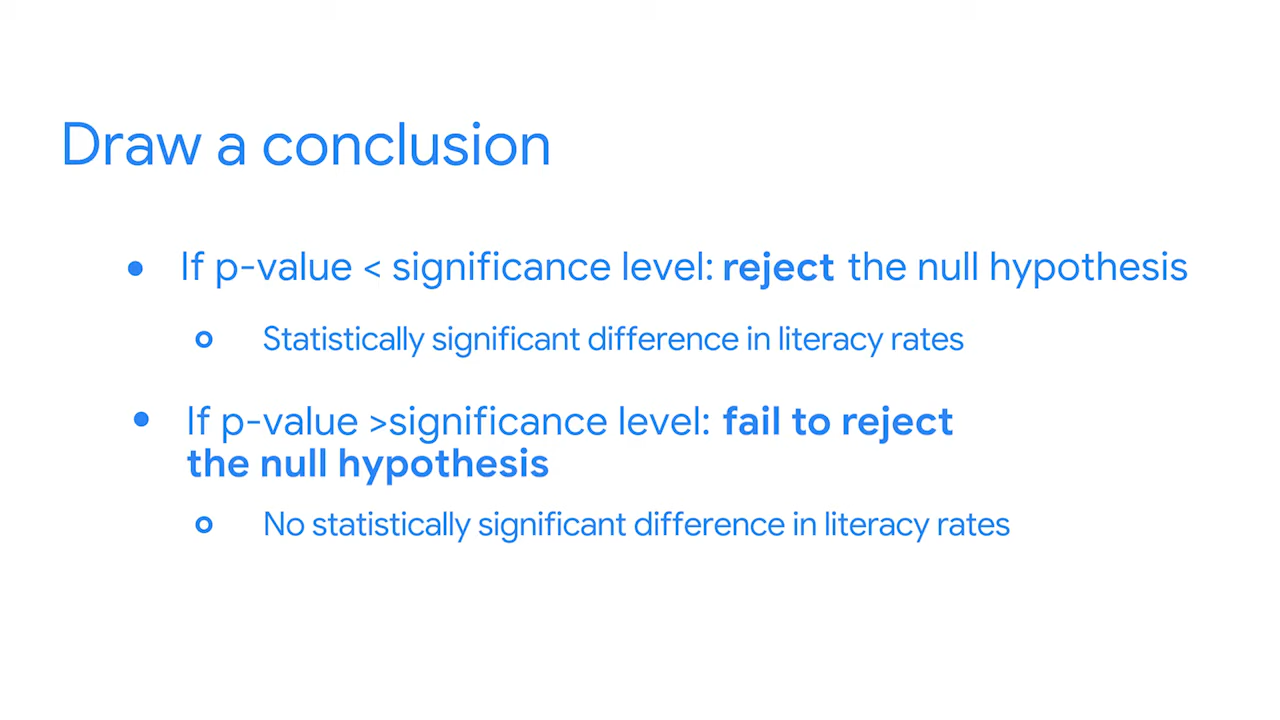 Draw a conclusion
• If p-value < significance level: reject the null hypothesis
o Statistically significant difference in literacy rates
• If p-value >significance level: fail to reject
the null hypothesis
o No statistically significant difference in literacy rates